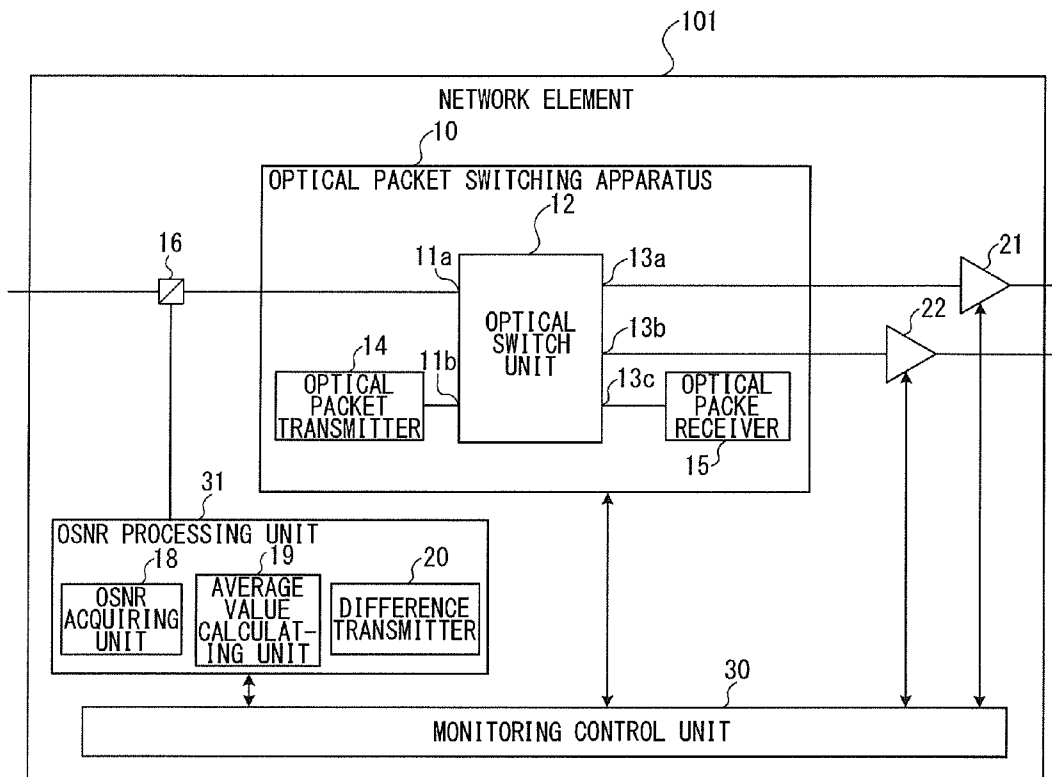 101
NETWORK ELEMENT
10
OPTICAL PACKET SWITCHING APPARATUS
12
16
11a
13a
21
OPTICAL
SWITCH
UNIT
22
14
11b
13b
13c
OPTICAL
PACKET
TRANSMITTER
OPTICAL
PACKE
RECEIVER
15
31
OSNR PROCESSING UNIT
18
19
20
OSNR
ACQUIRING
UNIT
AVERAGE
VALUE
CALCULAT-
ING UNIT
DIFFERENCE
TRANSMITTER
30
MONITORING CONTROL UNIT